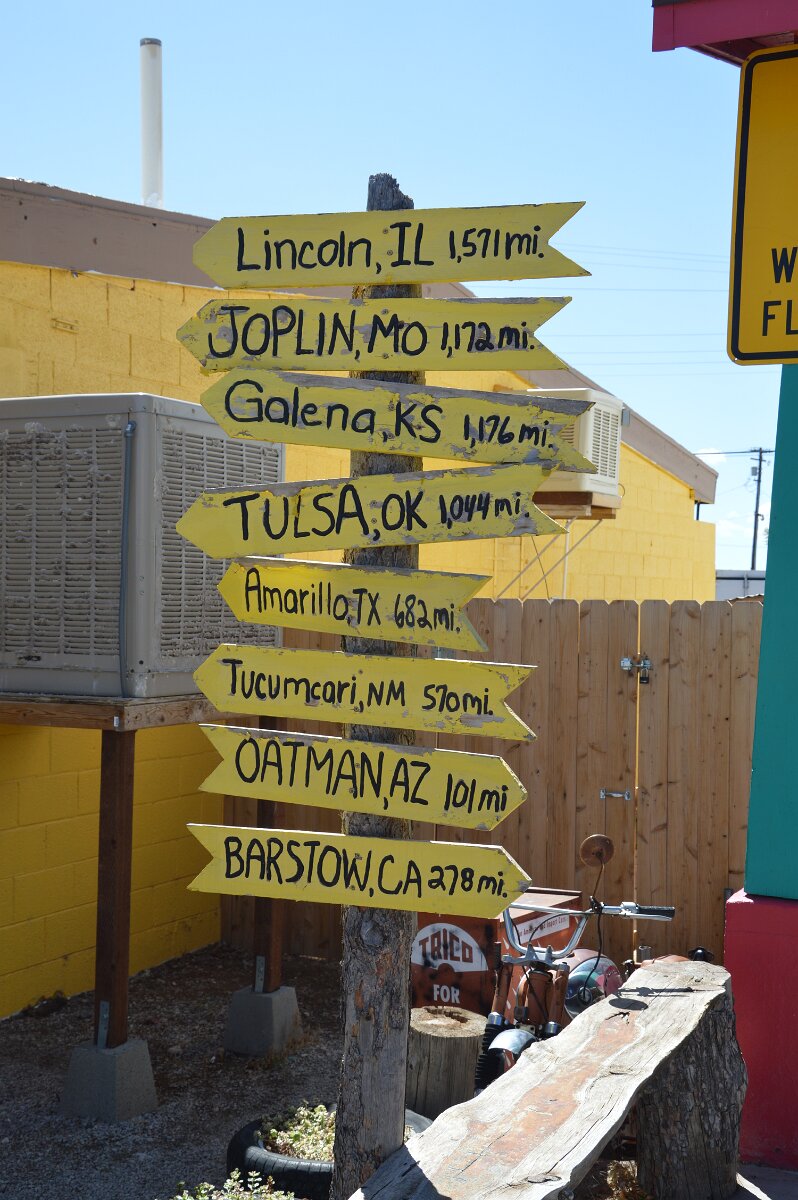 Lincoln, IL 1,571 mi.
JOPLIN, MO 1,172 mi.
Galena, KS 1,176 mi.
TULSA, OK 1,044 mi.
Amarillo, TX 682 mi.
Tucumcari, NM 570 mi.
OATMAN, AZ 101 mi
BARSTOW, CA 278 mi.
W
FL
TRICO
FOR